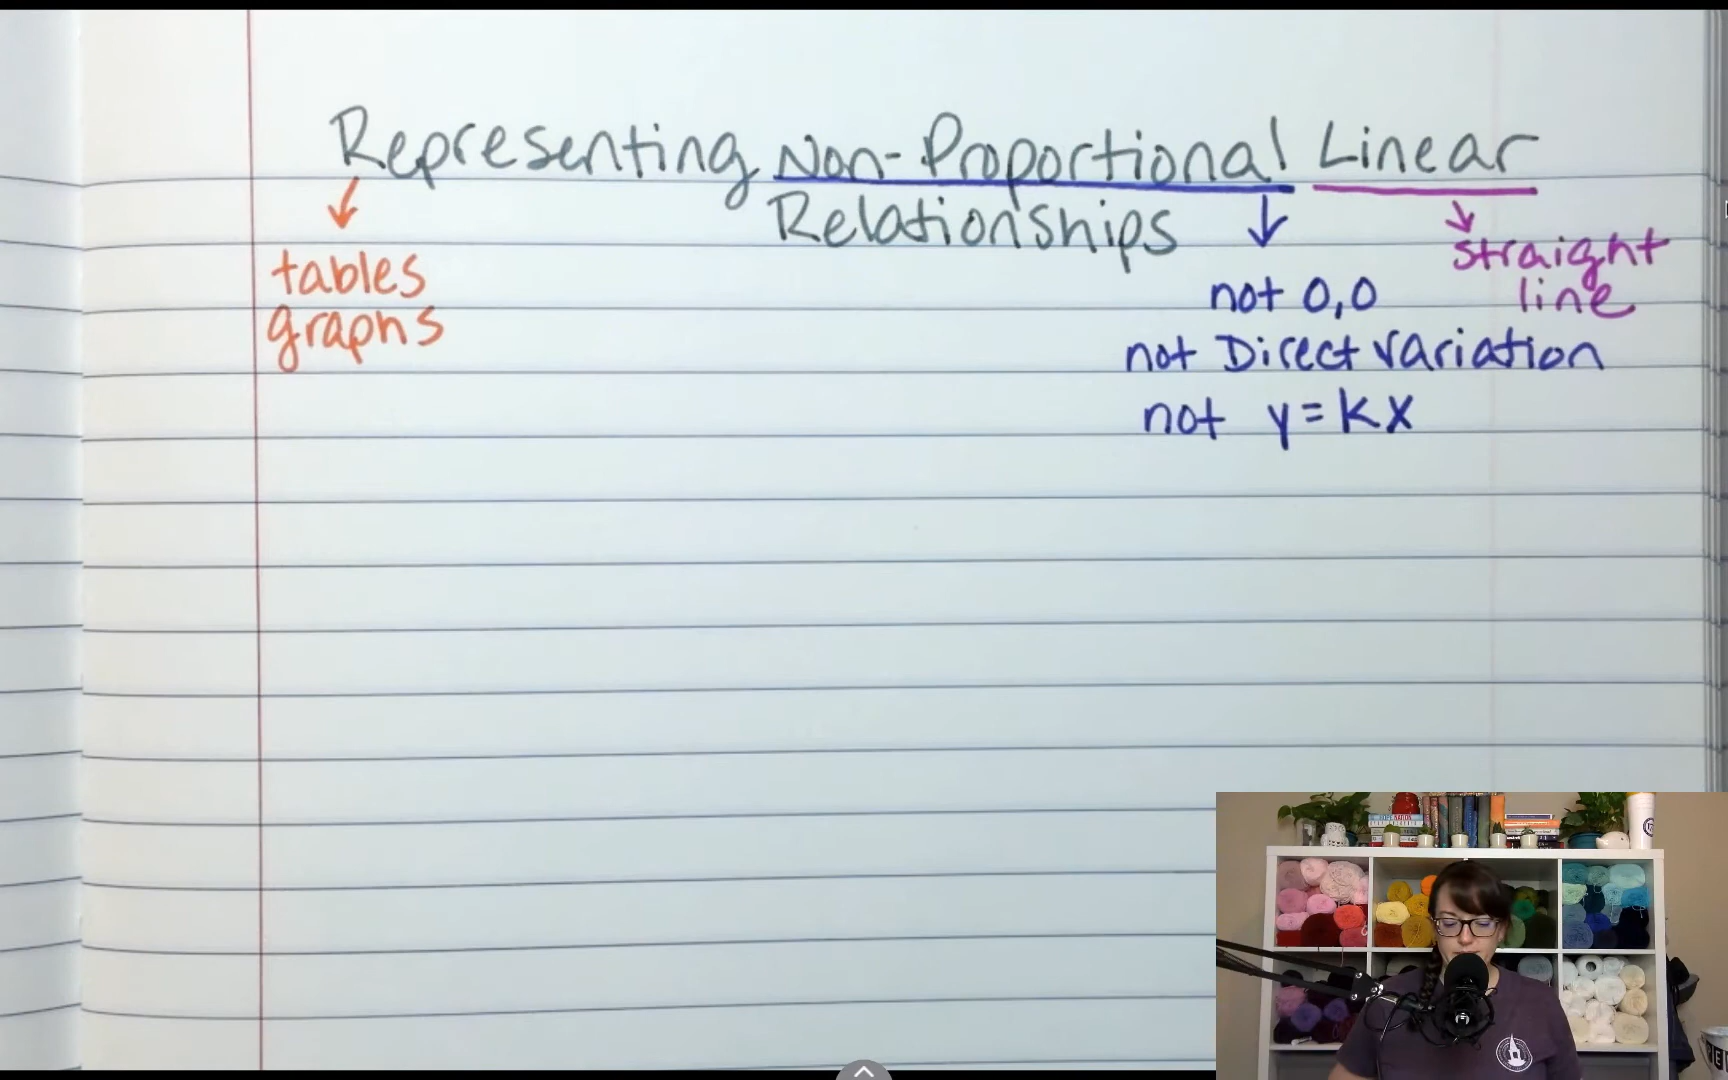 Representing Non-Proportional Linear
Relationships
tables
graphs
not 0,0
not Direct variation
not y=kx
straight
line